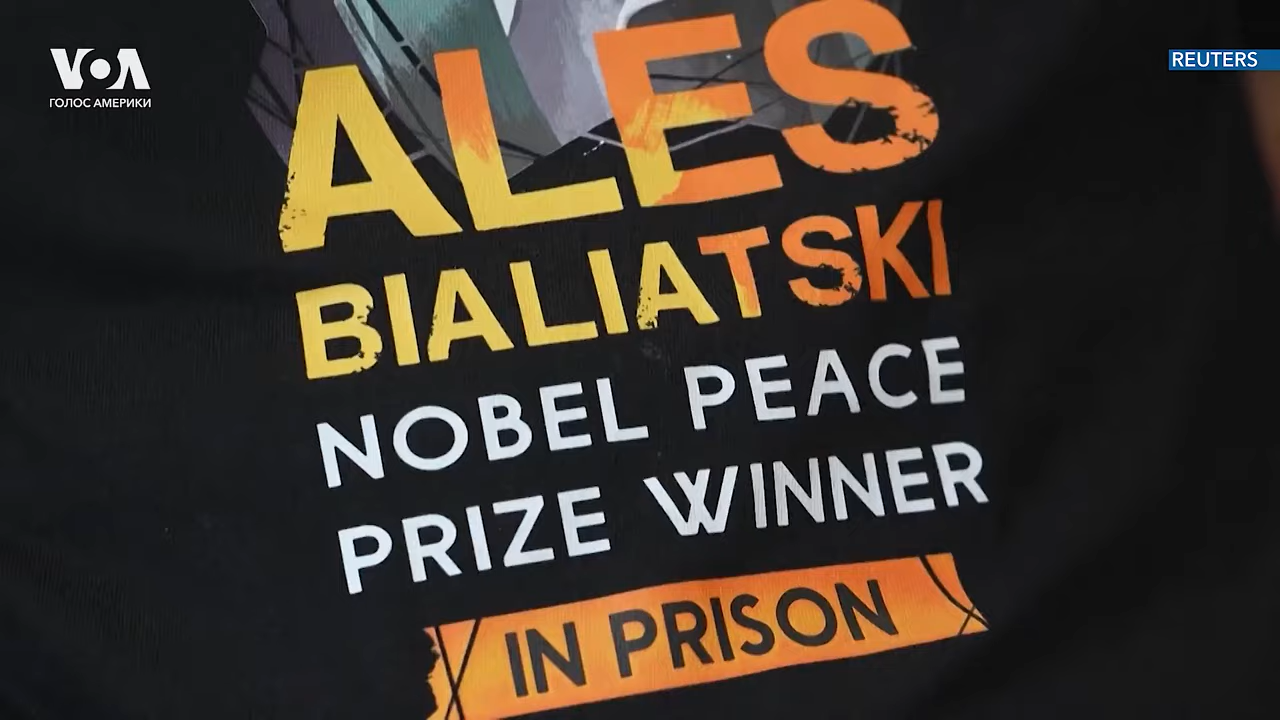 VOA
ГОЛОС АМЕРИКИ
REUTERS
ALES
BIALIATSKI
NOBEL PEACE
PRIZE WINNER
IN PRISON